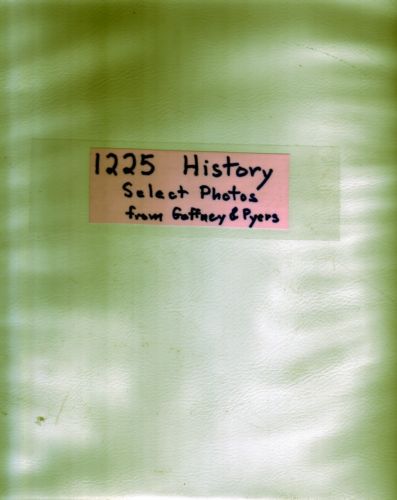 1225 History
Select Photos
from Gaffney & Pyers